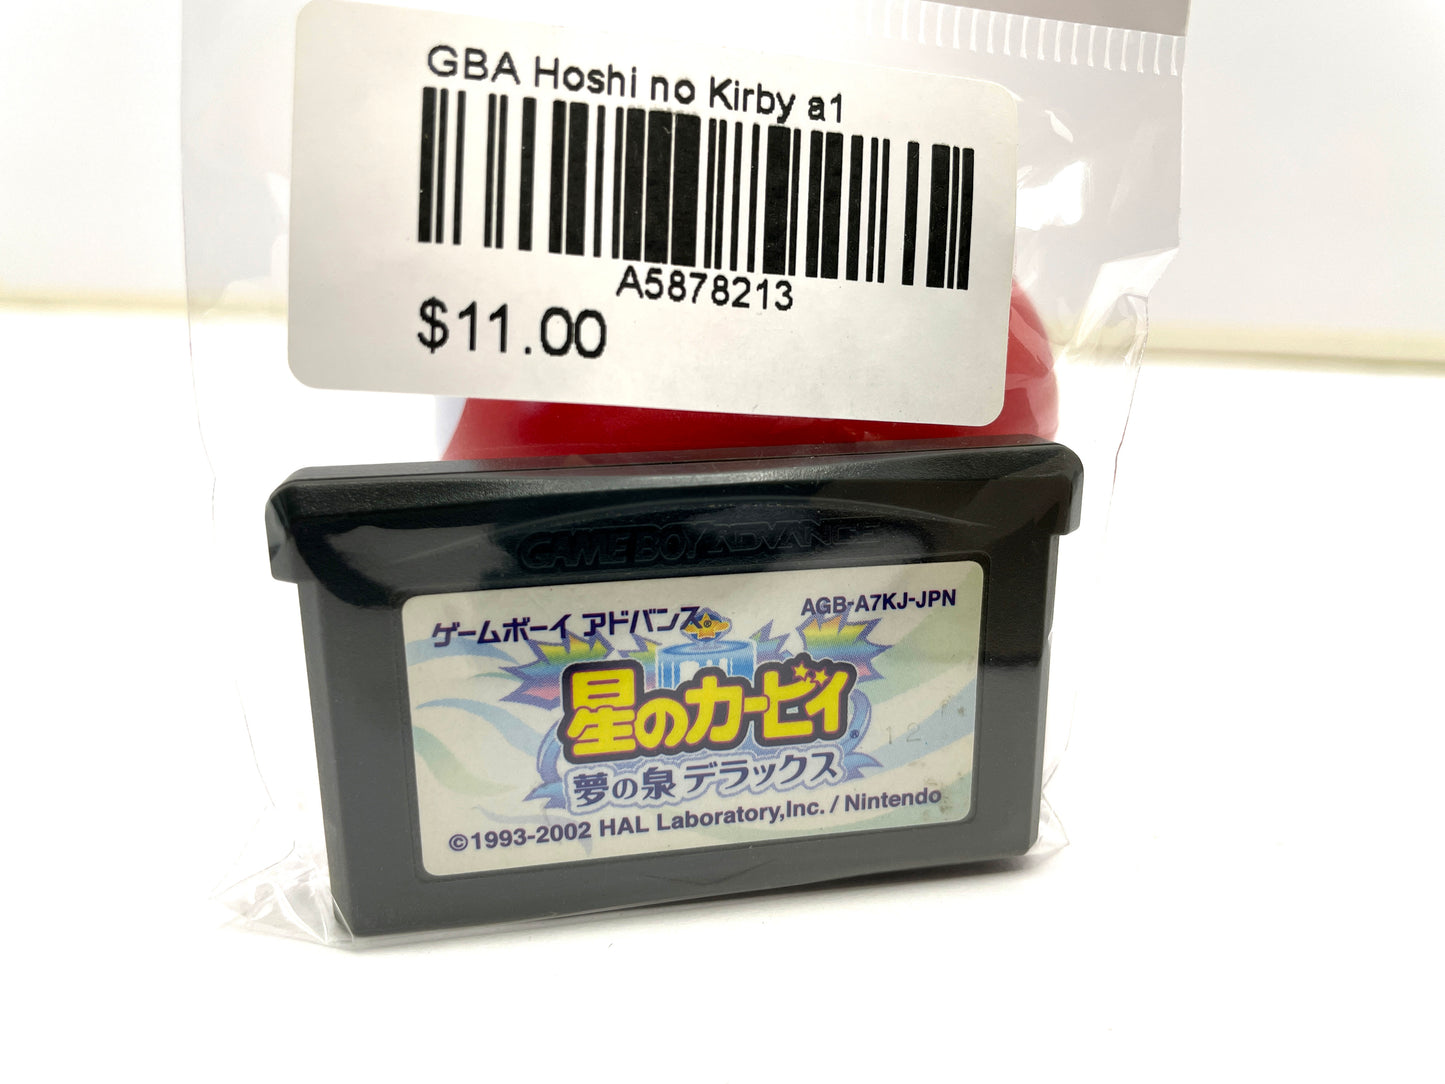 GBA Hoshi no Kirby a1
A5878213
$11.00
GAME BOY ADVANCE
ゲームボーイ アドバンス®
AGB-A7KJ-JPN
星のカービィ®
夢の泉 デラックス
12
©1993-2002 HAL Laboratory,Inc. / Nintendo